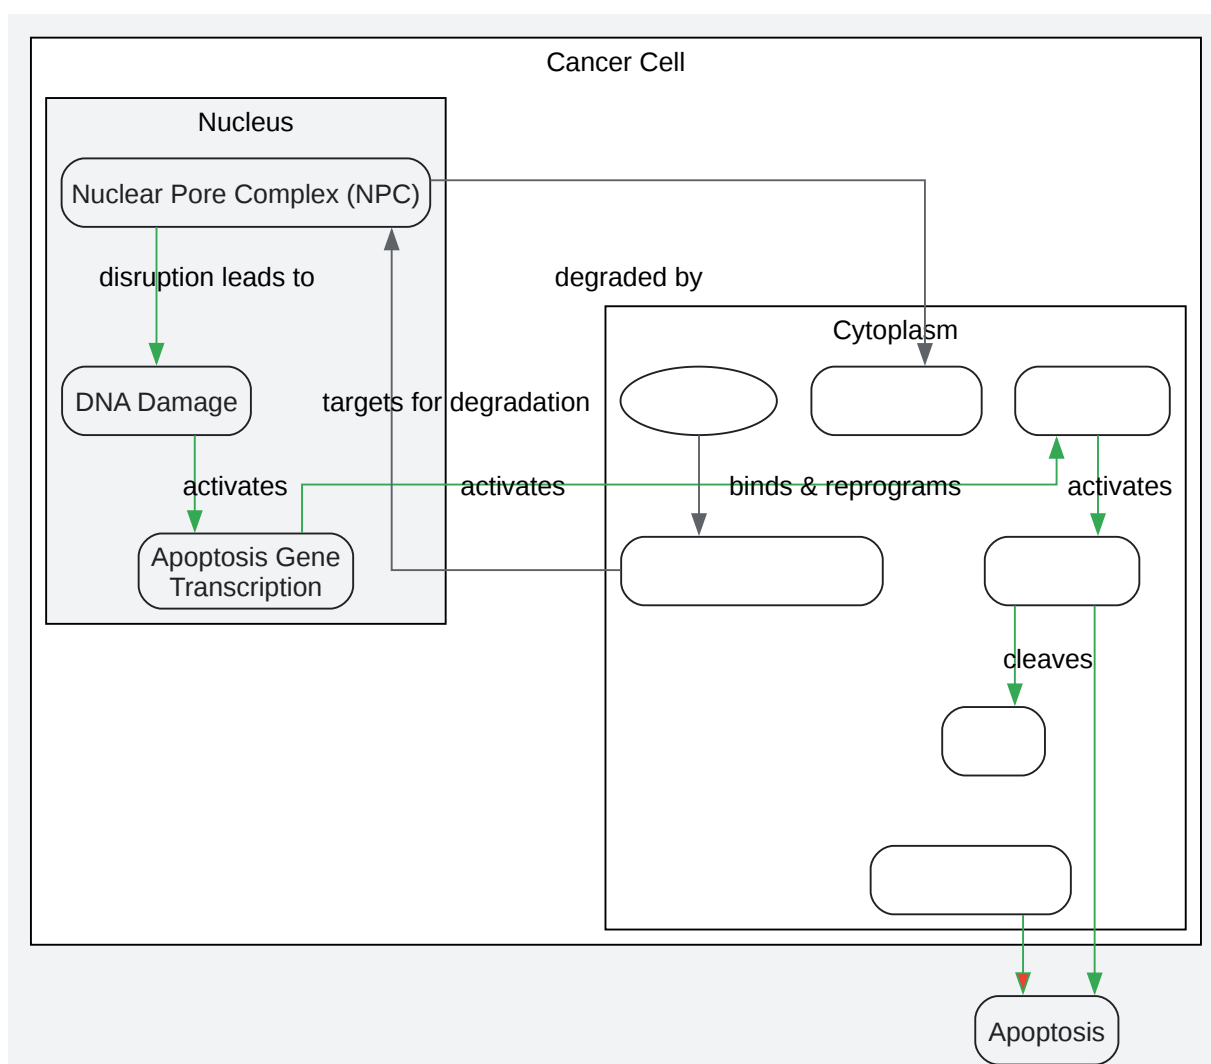 Cancer Cell
Nucleus
Nuclear Pore Complex (NPC)
disruption leads to
degraded by
Cytoplasm
DNA Damage
targets for degradation
activates
activates
binds & reprograms
activates
Apoptosis Gene
Transcription
cleaves
Apoptosis